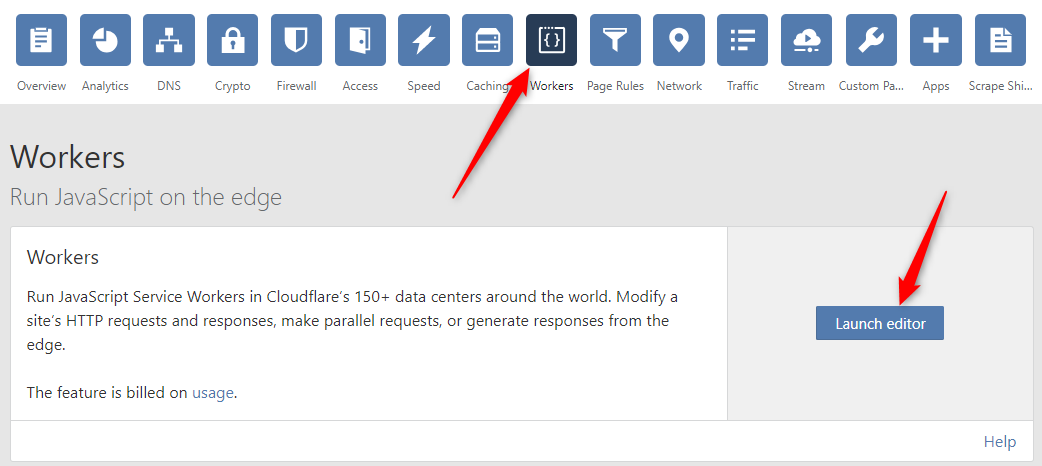 Overview Analytics DNS Crypto Firewall Access Speed Caching Workers Page Rules Network Traffic Stream Custom Pa... Apps Scrape Shi...
Workers
Run JavaScript on the edge
Workers
Run JavaScript Service Workers in Cloudflare's 150+ data centers around the world. Modify a
site's HTTP requests and responses, make parallel requests, or generate responses from the
edge.
Launch editor
The feature is billed on usage.
Help